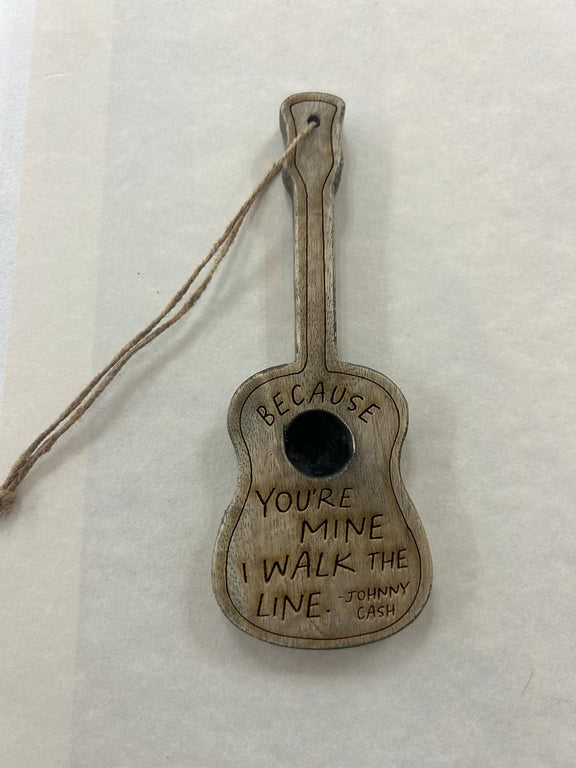 BECAUSE
YOU'RE
MINE
I WALK THE
LINE.
-JOHNNY
CASH